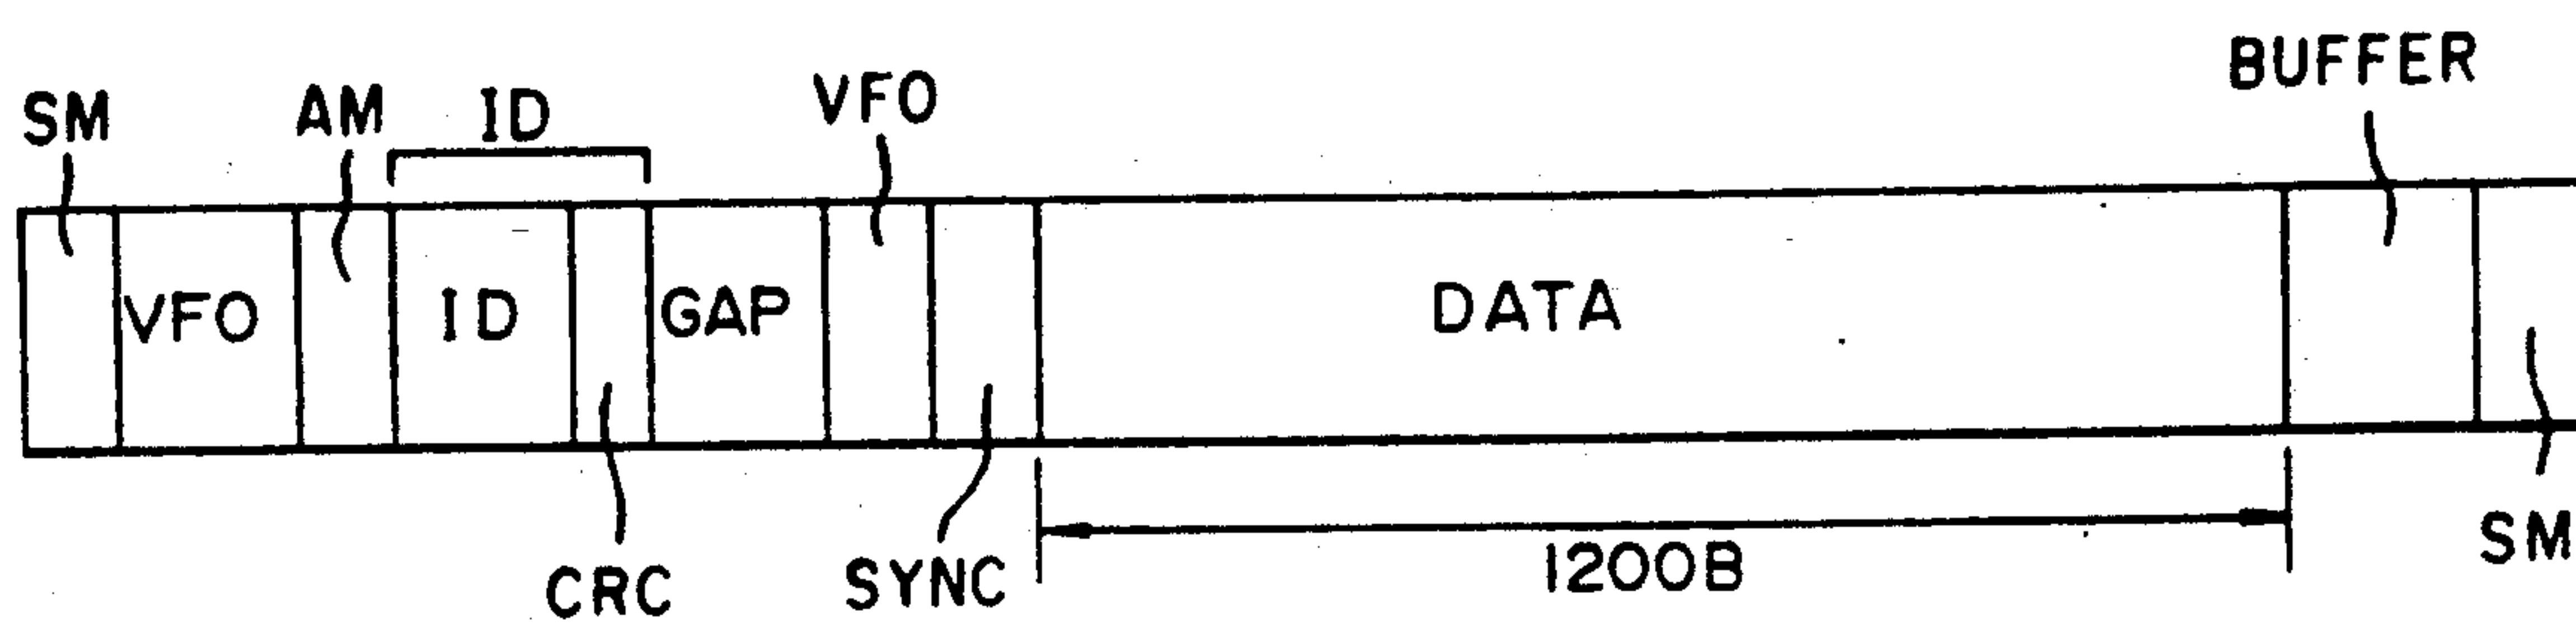 SM
AM
ID
VFO
BUFFER
VFO
ID
GAP
DATA
CRC
SYNC
1200B
SM